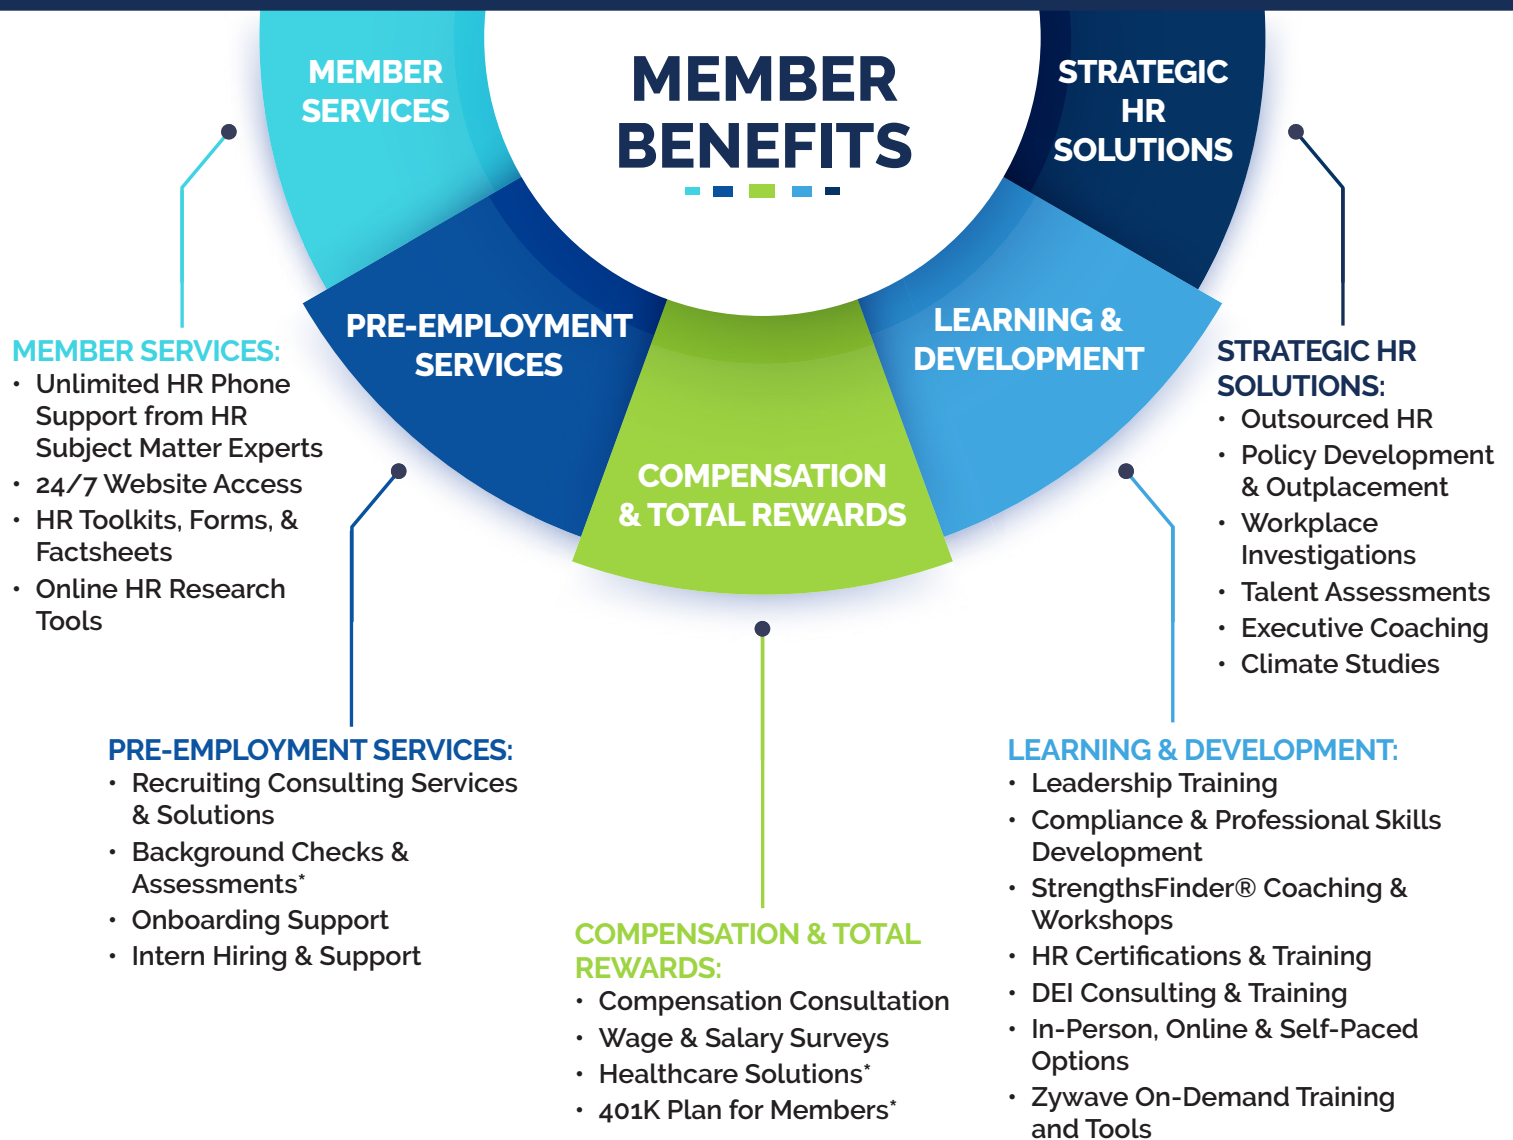 MEMBER
BENEFITS
MEMBER
SERVICES
PRE-EMPLOYMENT
SERVICES
COMPENSATION
& TOTAL REWARDS
LEARNING &
DEVELOPMENT
STRATEGIC
HR
SOLUTIONS
MEMBER SERVICES:
• Unlimited HR Phone
Support from HR
Subject Matter Experts
• 24/7 Website Access
• HR Toolkits, Forms, &
Factsheets
• Online HR Research
Tools
PRE-EMPLOYMENT SERVICES:
• Recruiting Consulting Services
& Solutions
• Background Checks &
Assessments*
• Onboarding Support
• Intern Hiring & Support
COMPENSATION & TOTAL
REWARDS:
• Compensation Consultation
• Wage & Salary Surveys
• Healthcare Solutions*
• 401K Plan for Members*
LEARNING & DEVELOPMENT:
• Leadership Training
• Compliance & Professional Skills
Development
• StrengthsFinder® Coaching &
Workshops
• HR Certifications & Training
• DEI Consulting & Training
• In-Person, Online & Self-Paced
Options
• Zywave On-Demand Training
and Tools
STRATEGIC HR
SOLUTIONS:
• Outsourced HR
• Policy Development
& Outplacement
• Workplace
Investigations
• Talent Assessments
• Executive Coaching
• Climate Studies